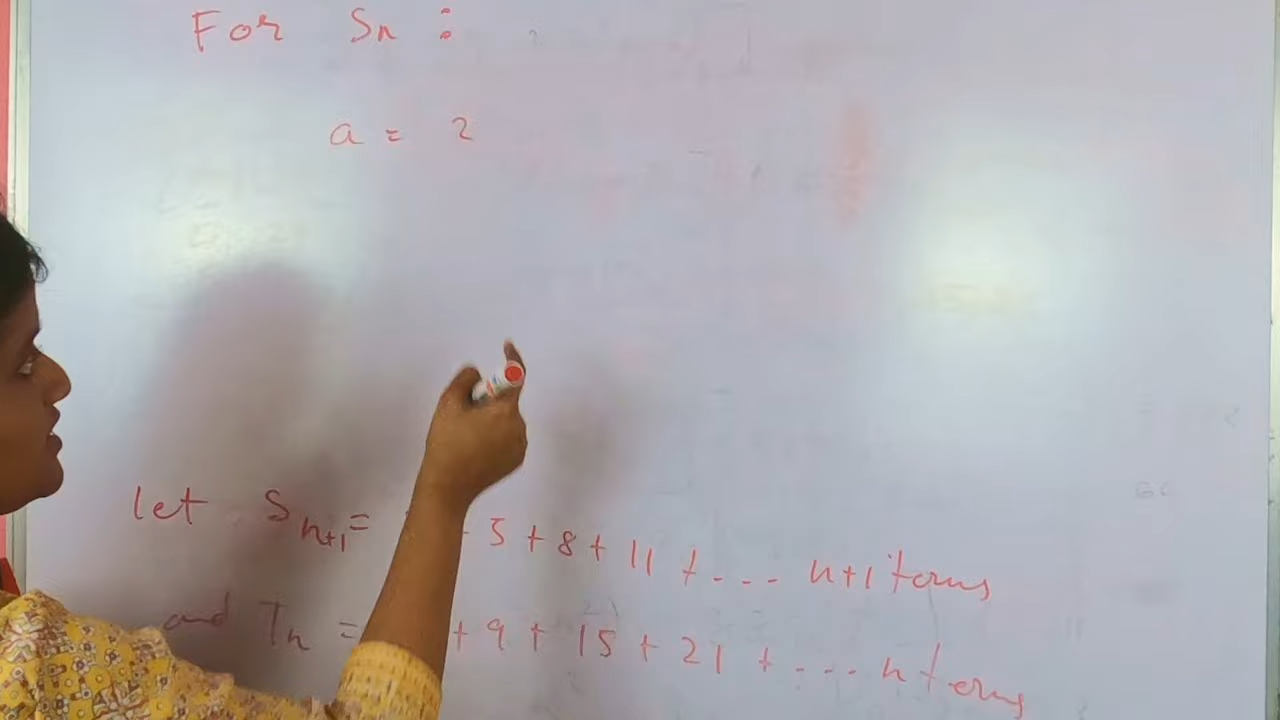 For Sn :
a = 2
let Sn+1 = + 5 + 8 + 11 + ... n+1 terms
and Tn = + 9 + 15 + 21 + ... n terms